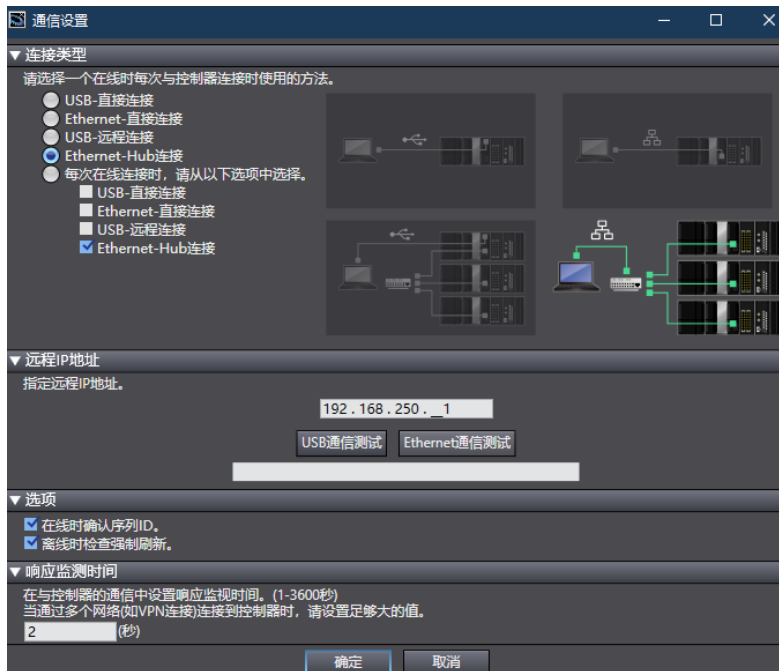 通信设置
▼连接类型
请选择一个在线时每次与控制器连接时使用的方法。
USB-直接连接
Ethernet-直接连接
USB-远程连接
Ethernet-Hub连接
每次在线连接时，请从以下选项中选择。
USB-直接连接
Ethernet-直接连接
USB-远程连接
Ethernet-Hub连接
▼远程IP地址
指定远程IP地址。
192.168.250.__1
USB通信测试 Ethernet通信测试
▼选项
在线时确认序列ID。
离线时检查强制刷新。
▼响应监测时间
在与控制器的通信中设置响应监视时间。(1-3600秒)
当通过多个网络(如VPN连接)连接到控制器时，请设置足够大的值。
2 (秒)
确定 取消